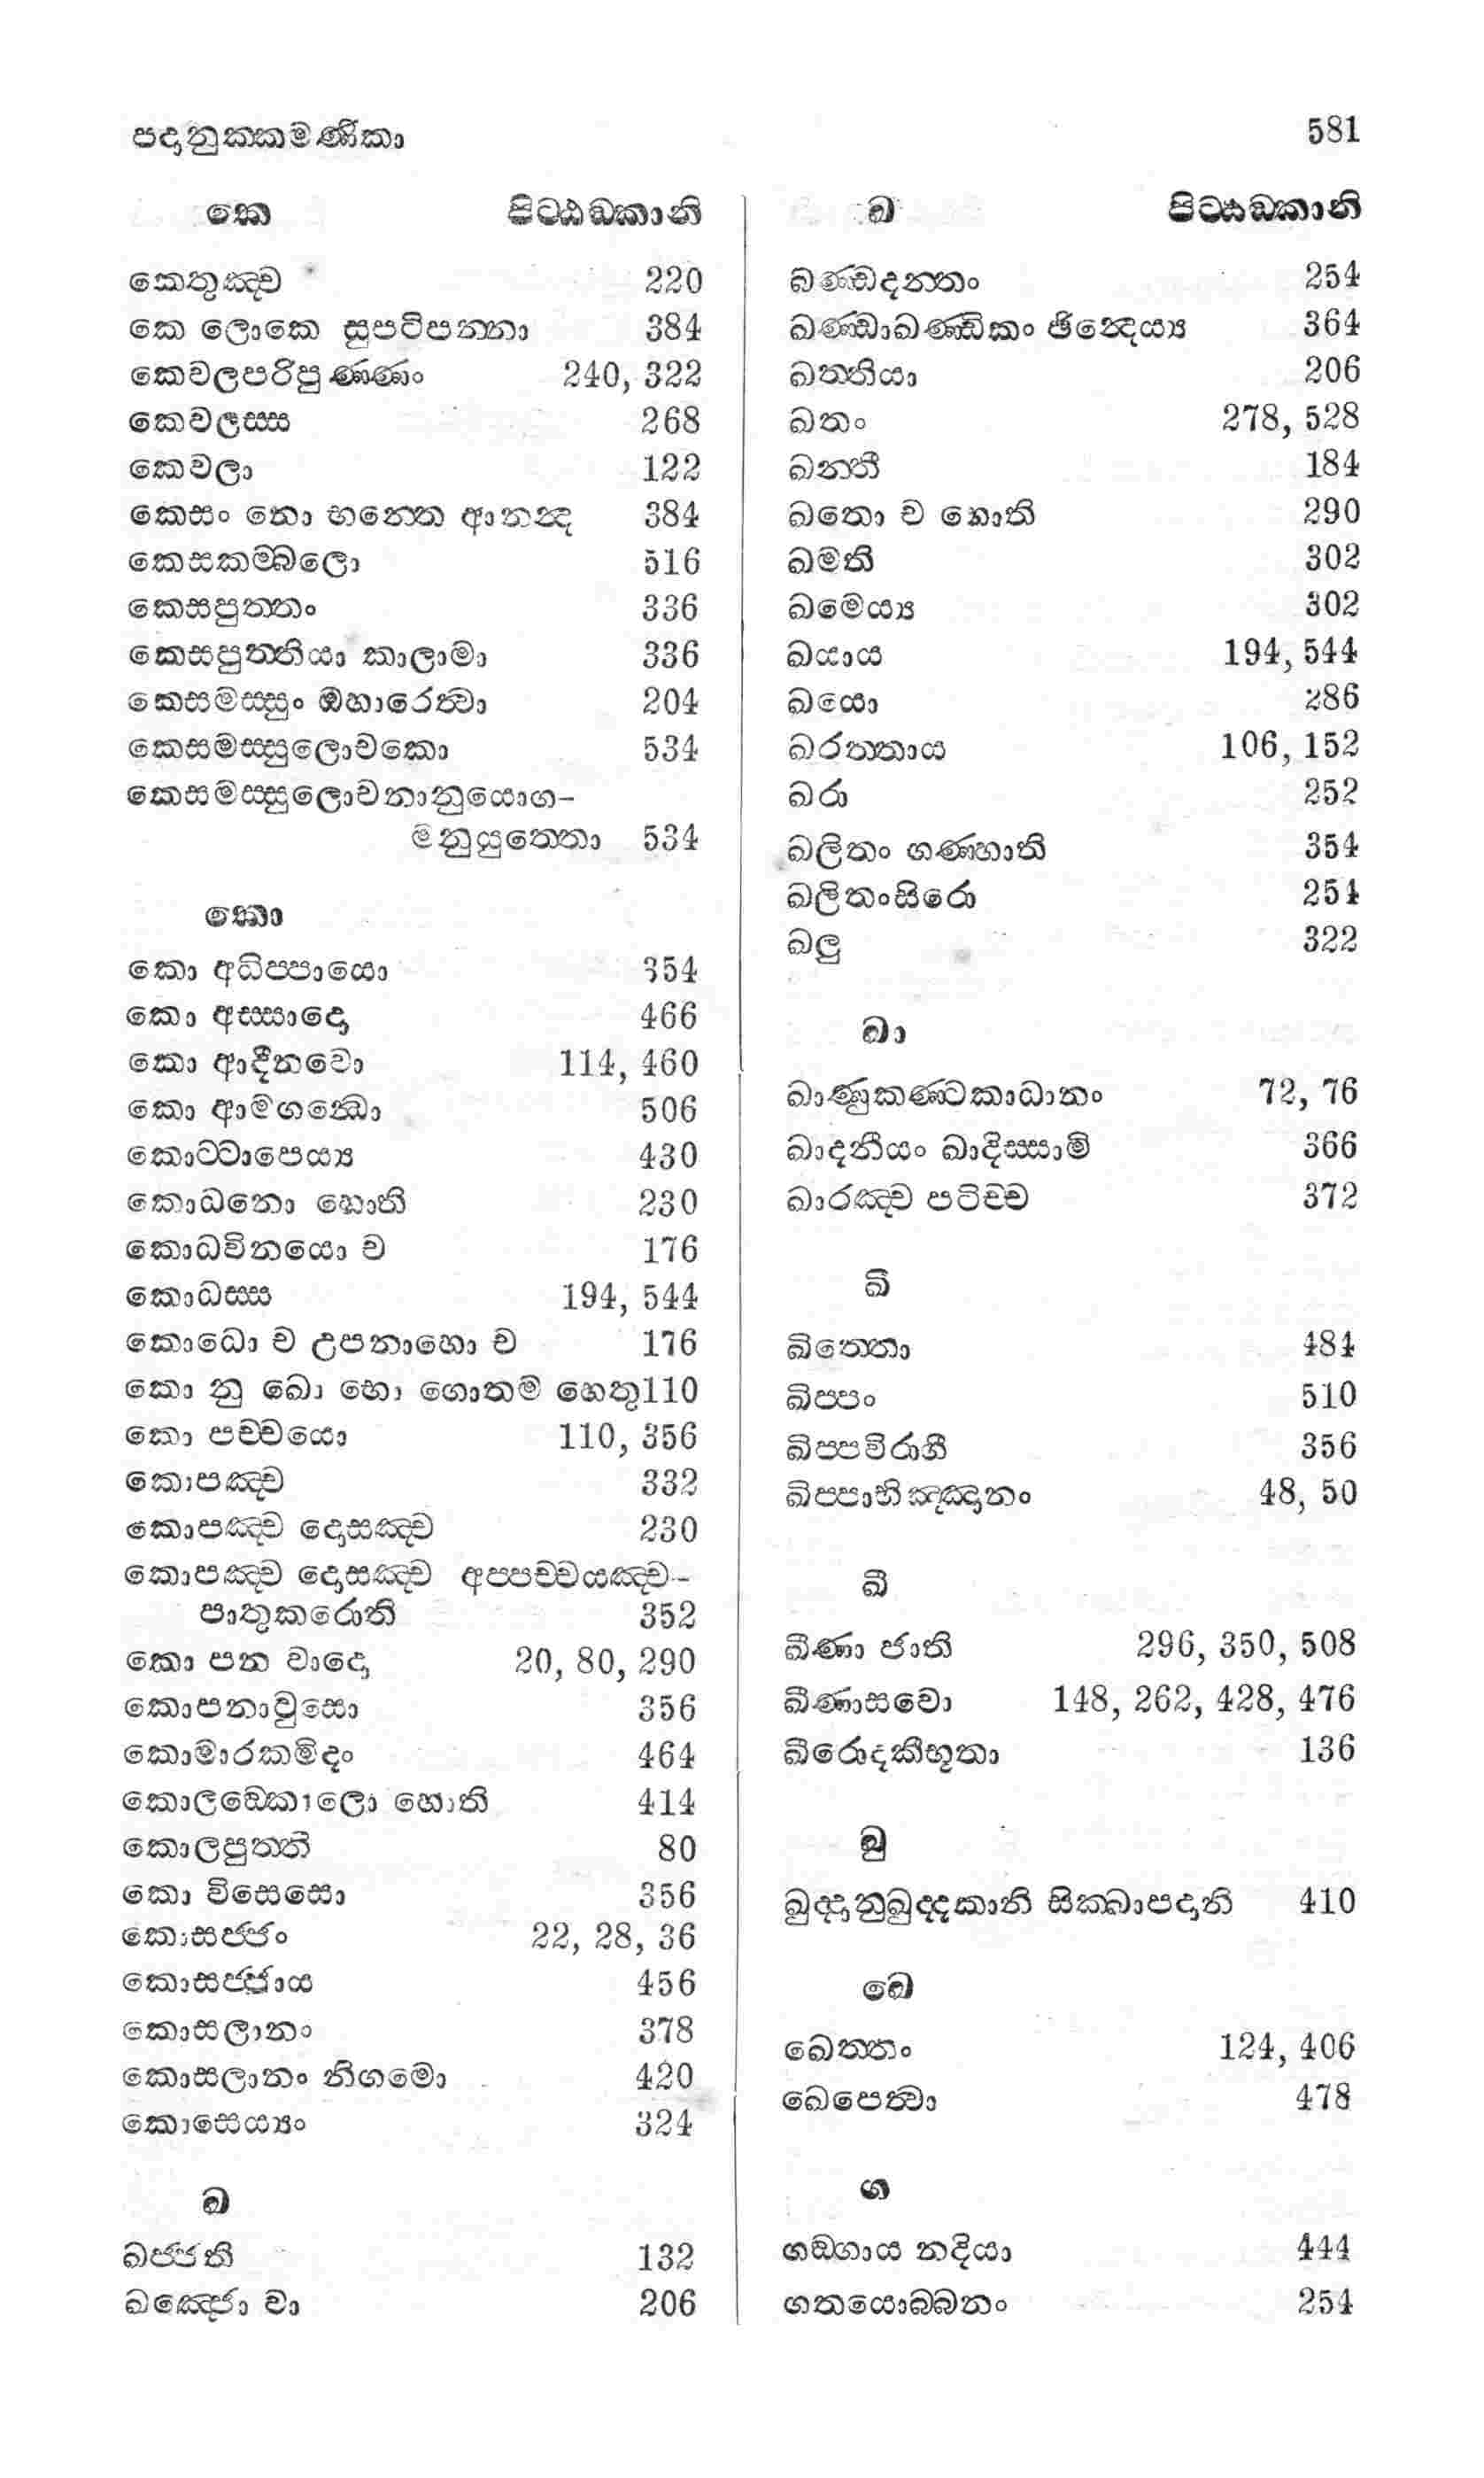 පදානුක්කමණිකා 581
කෙ පිට්ඨඞ්කානි
කෙතුඤ්ච 220
කෙ ලොකෙ සුපටිපන්නා 384
කෙවලපරිපුණ්ණං 240, 322
කෙවලස්ස 268
කෙවලා 122
කෙසං නො භන්තෙ ආනන්ද 384
කෙසකම්බලො 516
කෙසපුත්තං 336
කෙසපුත්තියා කාලාමා 336
කෙසමස්සුං ඔහාරෙත්වා 204
කෙසමස්සුලොචකො 534
කෙසමස්සුලොචනානුයොග-
මනුයුත්තො 534
කො
කො අධිප්පායො 354
කො අස්සාදො 466
කො ආදීනවො 114, 460
කො ආමගන්ධො 506
කොට්ටාපෙය්‍ය 430
කොධනො හොති 230
කොධවිනයො ච 176
කොධස්ස 194, 544
කොධො ච උපනාහො ච 176
කො නු ඛො භො ගොතම හෙතු 110
කො පච්චයො 110, 356
කොපඤ්ච 332
කොපඤ්ච දොසඤ්ච 230
කොපඤ්ච දොසඤ්ච අප්පච්චයඤ්ච-
පාතුකරොති 352
කො පන වාදො 20, 80, 290
කොපනාවුසො 356
කොමාරකමිදං 464
කොලඞ්කොලො හොති 414
කොලපුත්ති 80
කො විසෙසො 356
කොසජ්ජං 22, 28, 36
කොසජ්ජාය 456
කොසලානං 378
කොසලානං නිගමො 420
කොසෙය්‍යං 324
ඛ
ඛජ්ජති 132
ඛඤ්ජො වා 206
ඛ පිට්ඨඞ්කානි
ඛණ්ඩදන්තං 254
ඛණ්ඩාඛණ්ඩිකං ඡින්දෙය්‍ය 364
ඛත්තියා 206
ඛතං 278, 528
ඛන්තී 184
ඛතො ච හොති 290
ඛමති 302
ඛමෙය්‍ය 302
ඛයාය 194, 544
ඛයො 286
ඛරත්තාය 106, 152
ඛරා 252
ඛලිතං ගණ්හාති 354
ඛලිතංසිරො 254
ඛලු 322
ඛා
ඛාණුකණ්ටකාධානං 72, 76
ඛාදනීයං ඛාදිස්සාමි 366
ඛාරඤ්ච පටිච්ච 372
ඛි
ඛිත්තො 484
ඛිප්පං 510
ඛිප්පවිරාගී 356
ඛිප්පාභිඤ්ඤානං 48, 50
ඛී
ඛීණා ජාති 296, 350, 508
ඛීණාසවො 148, 262, 428, 476
ඛීරොදකීභූතා 136
ඛු
ඛුද්දානුඛුද්දකානි සික්ඛාපදානි 410
ඛෙ
ඛෙත්තං 124, 406
ඛෙපෙත්වා 478
ග
ගඞ්ගාය නදියා 444
ගතයොබ්බනං 254